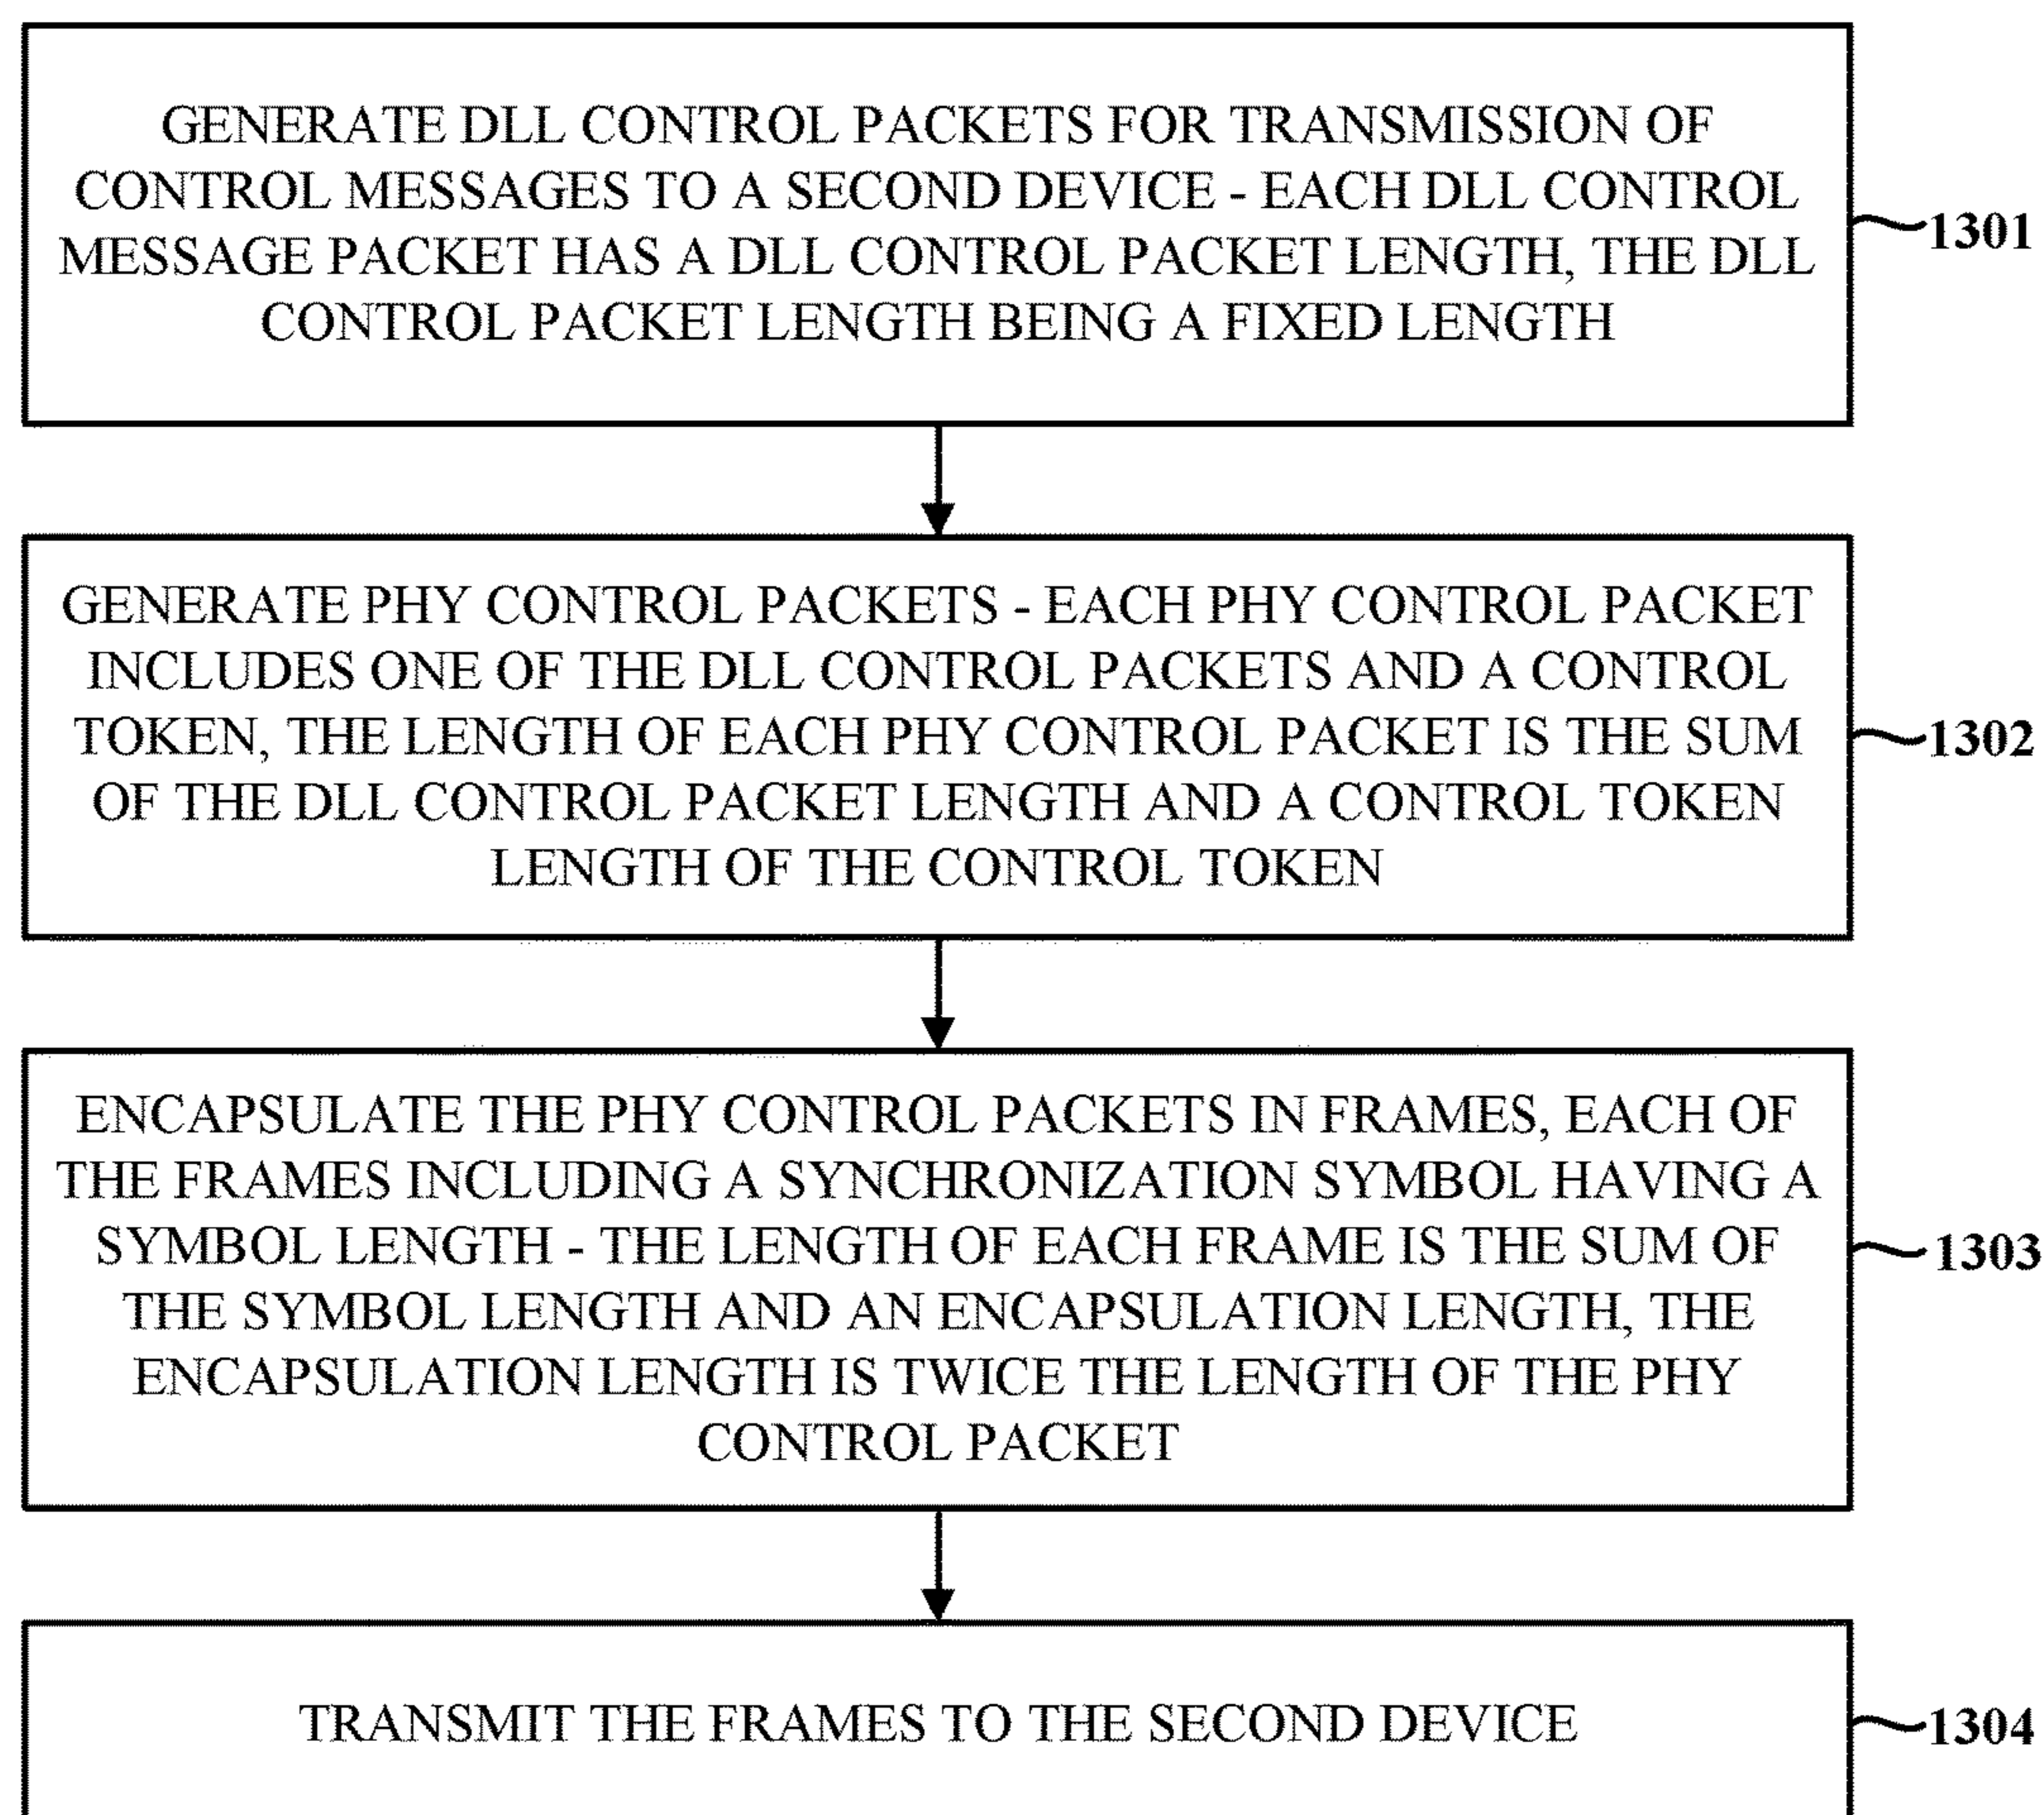 GENERATE DLL CONTROL PACKETS FOR TRANSMISSION OF
CONTROL MESSAGES TO A SECOND DEVICE - EACH DLL CONTROL
MESSAGE PACKET HAS A DLL CONTROL PACKET LENGTH, THE DLL
CONTROL PACKET LENGTH BEING A FIXED LENGTH
1301
GENERATE PHY CONTROL PACKETS - EACH PHY CONTROL PACKET
INCLUDES ONE OF THE DLL CONTROL PACKETS AND A CONTROL
TOKEN, THE LENGTH OF EACH PHY CONTROL PACKET IS THE SUM
OF THE DLL CONTROL PACKET LENGTH AND A CONTROL TOKEN
LENGTH OF THE CONTROL TOKEN
1302
ENCAPSULATE THE PHY CONTROL PACKETS IN FRAMES, EACH OF
THE FRAMES INCLUDING A SYNCHRONIZATION SYMBOL HAVING A
SYMBOL LENGTH - THE LENGTH OF EACH FRAME IS THE SUM OF
THE SYMBOL LENGTH AND AN ENCAPSULATION LENGTH, THE
ENCAPSULATION LENGTH IS TWICE THE LENGTH OF THE PHY
CONTROL PACKET
1303
TRANSMIT THE FRAMES TO THE SECOND DEVICE
1304